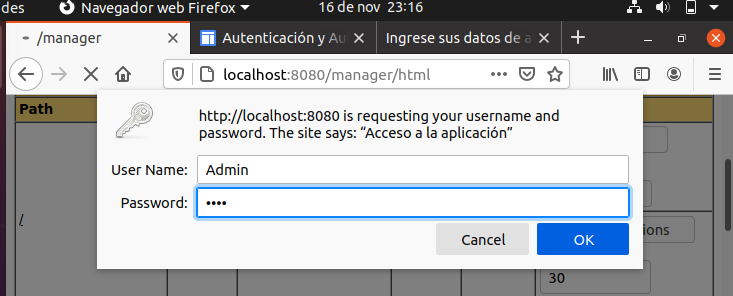 des Navegador web Firefox 16 de nov 23:16
/manager Autenticación y Au Ingrese sus datos de a
localhost:8080/manager/html
Path
http://localhost:8080 is requesting your username and
password. The site says: “Acceso a la aplicación”
User Name: Admin
Password: ••••
Cancel OK
/
ions
30